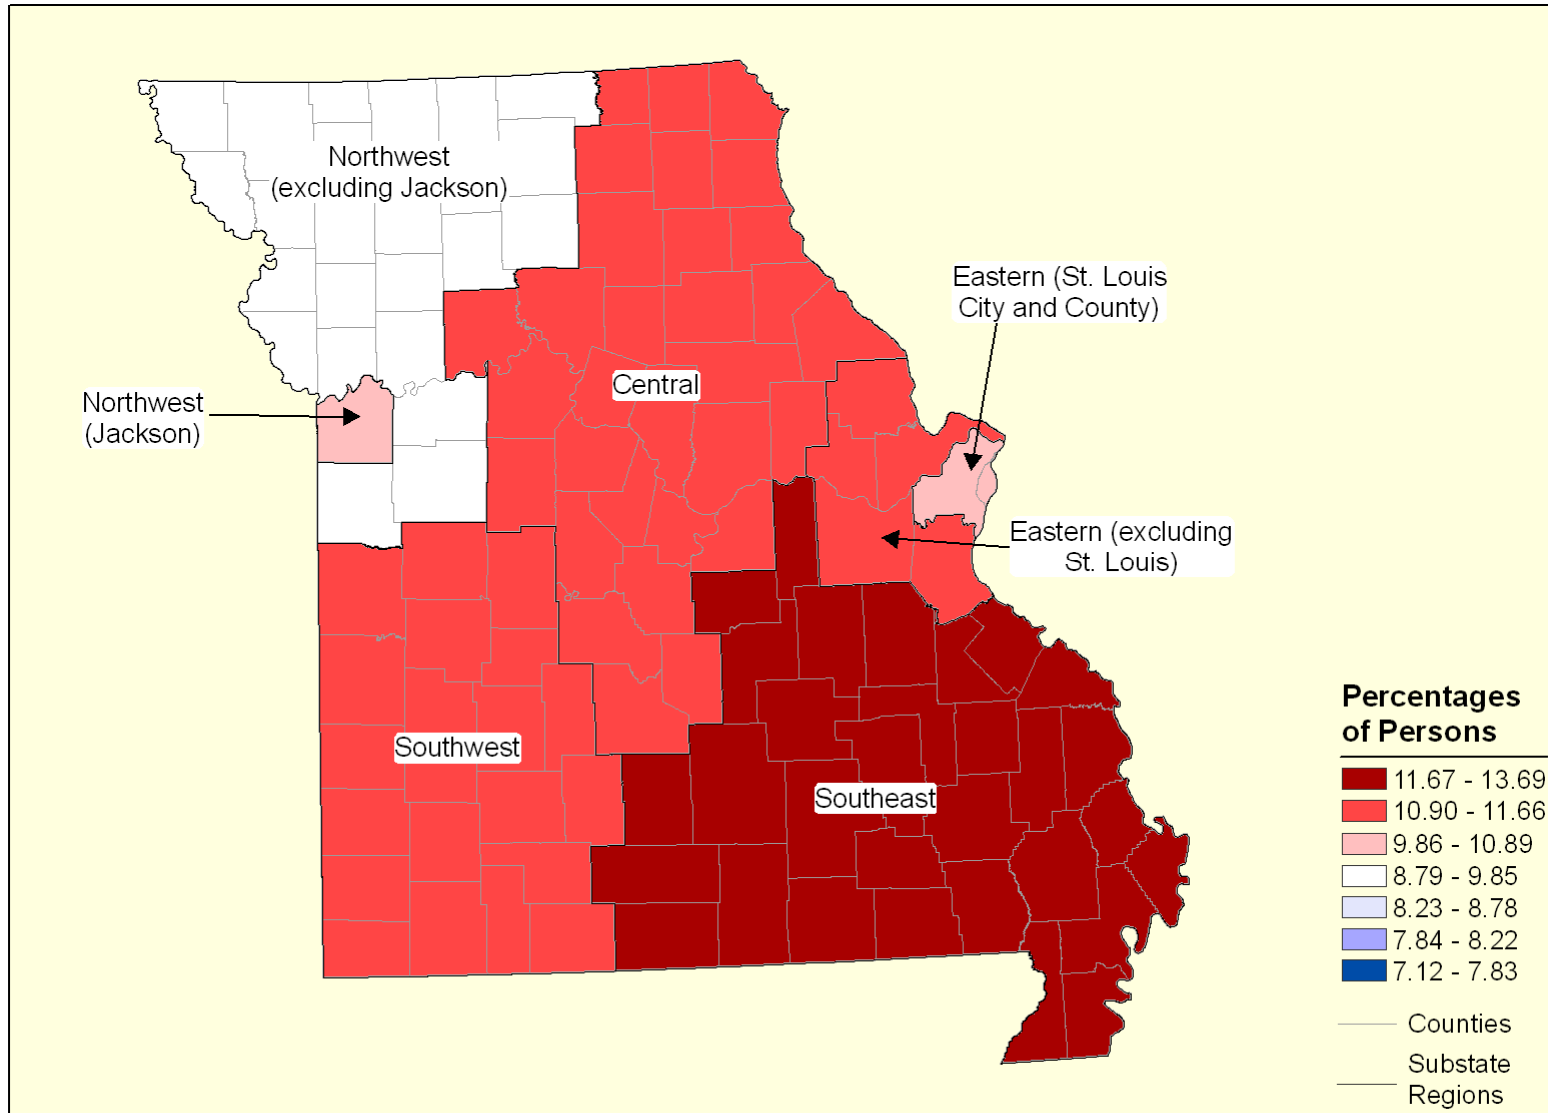 Northwest
(excluding Jackson)
Eastern (St. Louis
City and County)
Central
Northwest
(Jackson)
Eastern (excluding
St. Louis)
Southwest
Southeast
Percentages
of Persons
11.67 - 13.69
10.90 - 11.66
9.86 - 10.89
8.79 - 9.85
8.23 - 8.78
7.84 - 8.22
7.12 - 7.83
Counties
Substate
Regions